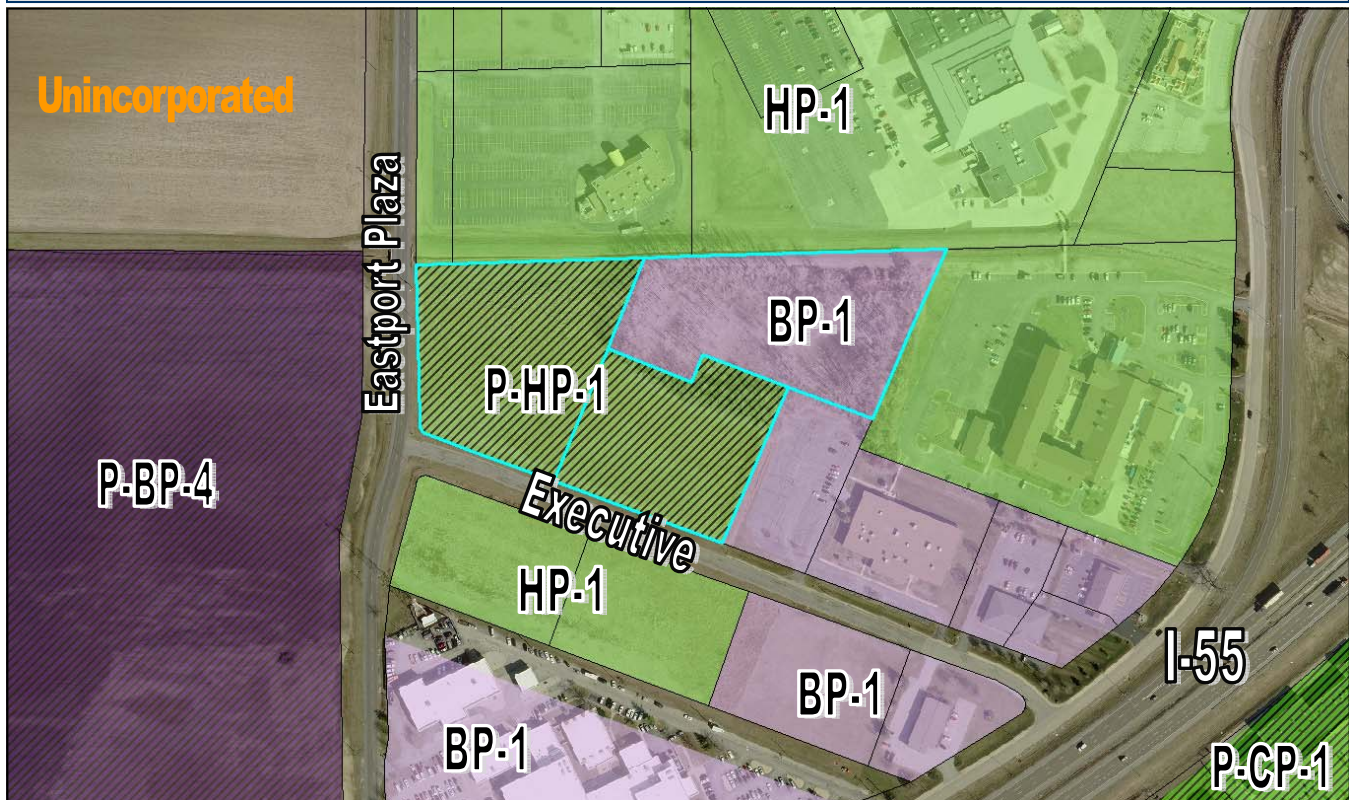 Unincorporated
HP-1
Eastport Plaza
BP-1
P-HP-1
P-BP-4
Executive
HP-1
I-55
BP-1
BP-1
P-CP-1